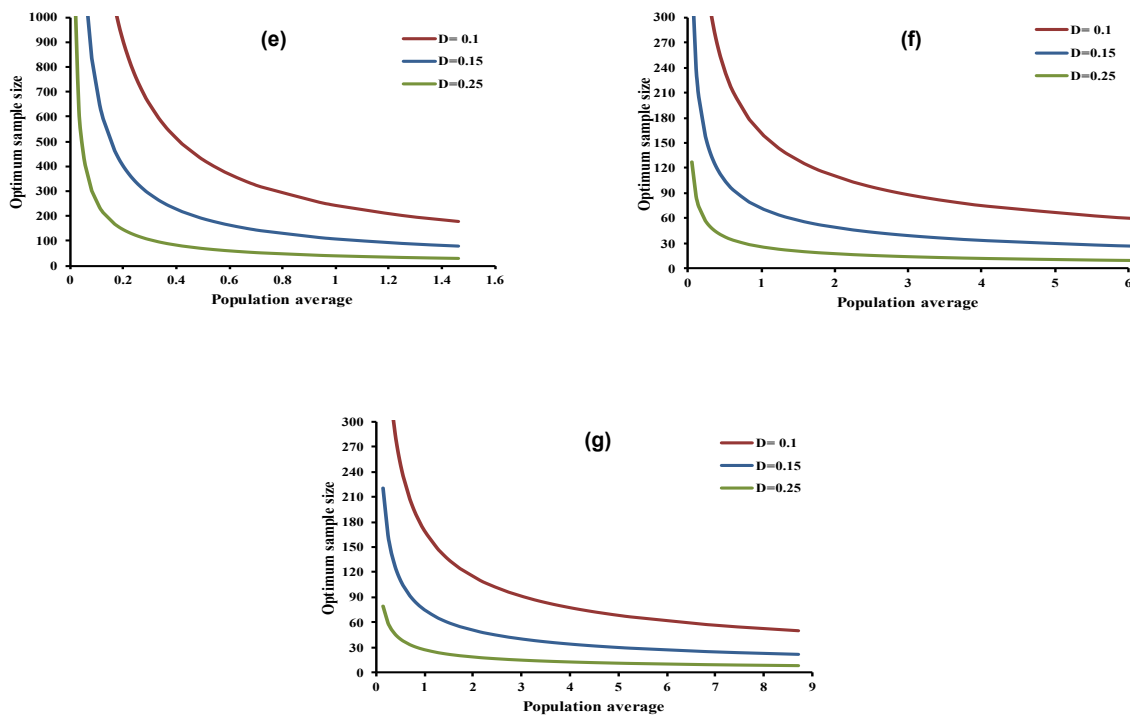 (e)
D= 0.1
D=0.15
D=0.25
Optimum sample size
1000
900
800
700
600
500
400
300
200
100
0
0 0.2 0.4 0.6 0.8 1 1.2 1.4 1.6
Population average
(f)
D= 0.1
D=0.15
D=0.25
Optimum sample size
300
270
240
210
180
150
120
90
60
30
0
0 1 2 3 4 5 6
Population average
(g)
D= 0.1
D=0.15
D=0.25
Optimum sample size
300
270
240
210
180
150
120
90
60
30
0
0 1 2 3 4 5 6 7 8 9
Population average